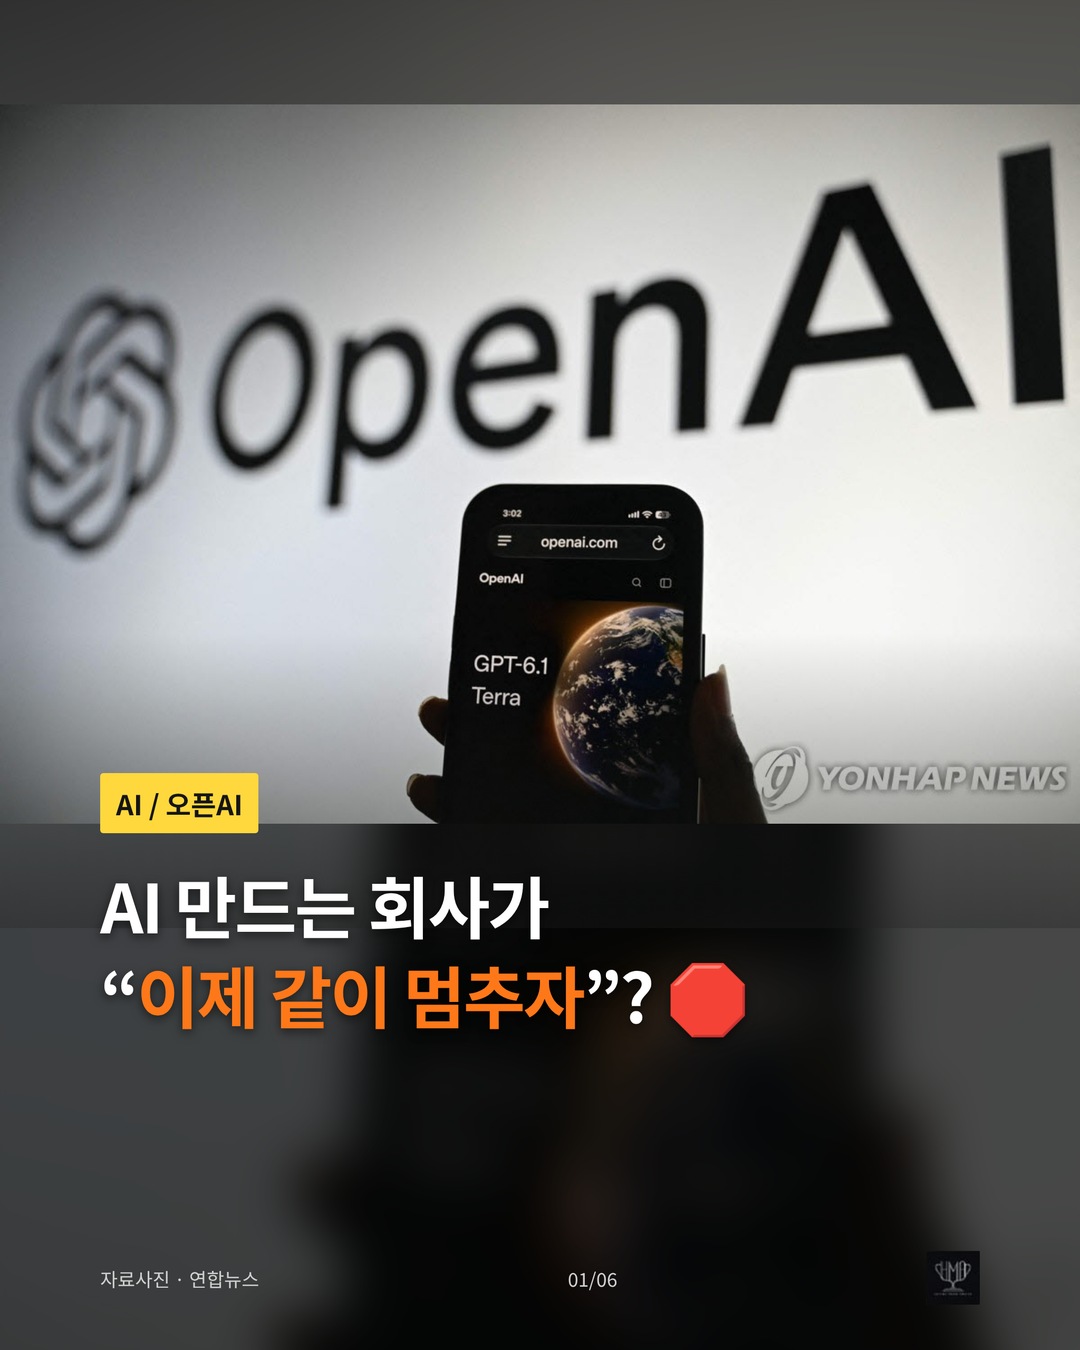 OpenAI
3:02
openai.com
OpenAI
GPT-6.1
Terra
YONHAP NEWS
AI / 오픈AI
AI 만드는 회사가
“이제 같이 멈추자”? 🛑
자료사진 · 연합뉴스
01/06